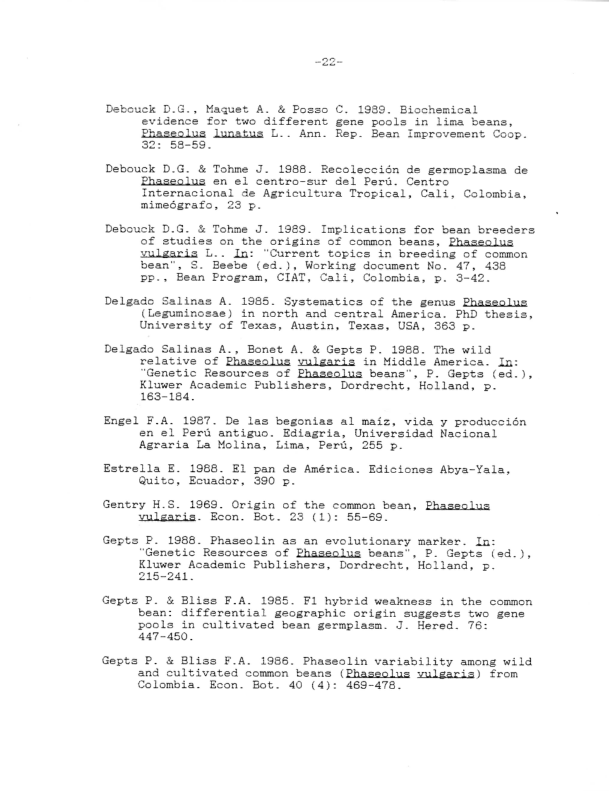 -22-
Debouck D.G., Maquet A. & Posso C. 1989. Biochemical
evidence for two different gene pools in lima beans,
Phaseolus lunatus L.. Ann. Rep. Bean Improvement Coop.
32: 58-59.
Debouck D.G. & Tohme J. 1988. Recolección de germoplasma de
Phaseolus en el centro-sur del Perú. Centro
Internacional de Agricultura Tropical, Cali, Colombia,
mimeógrafo, 23 p.
Debouck D.G. & Tohme J. 1989. Implications for bean breeders
of studies on the origins of common beans, Phaseolus
vulgaris L.. In: "Current topics in breeding of common
bean", S. Beebe (ed.), Working document No. 47, 438
pp., Bean Program, CIAT, Cali, Colombia, p. 3-42.
Delgado Salinas A. 1985. Systematics of the genus Phaseolus
(Leguminosae) in north and central America. PhD thesis,
University of Texas, Austin, Texas, USA, 363 p.
Delgado Salinas A., Bonet A. & Gepts P. 1988. The wild
relative of Phaseolus vulgaris in Middle America. In:
"Genetic Resources of Phaseolus beans", P. Gepts (ed.),
Kluwer Academic Publishers, Dordrecht, Holland, p.
163-184.
Engel F.A. 1987. De las begonias al maíz, vida y producción
en el Perú antiguo. Ediagria, Universidad Nacional
Agraria La Molina, Lima, Perú, 255 p.
Estrella E. 1988. El pan de América. Ediciones Abya-Yala,
Quito, Ecuador, 390 p.
Gentry H.S. 1969. Origin of the common bean, Phaseolus
vulgaris. Econ. Bot. 23 (1): 55-69.
Gepts P. 1988. Phaseolin as an evolutionary marker. In:
"Genetic Resources of Phaseolus beans", P. Gepts (ed.),
Kluwer Academic Publishers, Dordrecht, Holland, p.
215-241.
Gepts P. & Bliss F.A. 1985. F1 hybrid weakness in the common
bean: differential geographic origin suggests two gene
pools in cultivated bean germplasm. J. Hered. 76:
447-450.
Gepts P. & Bliss F.A. 1986. Phaseolin variability among wild
and cultivated common beans (Phaseolus vulgaris) from
Colombia. Econ. Bot. 40 (4): 469-478.